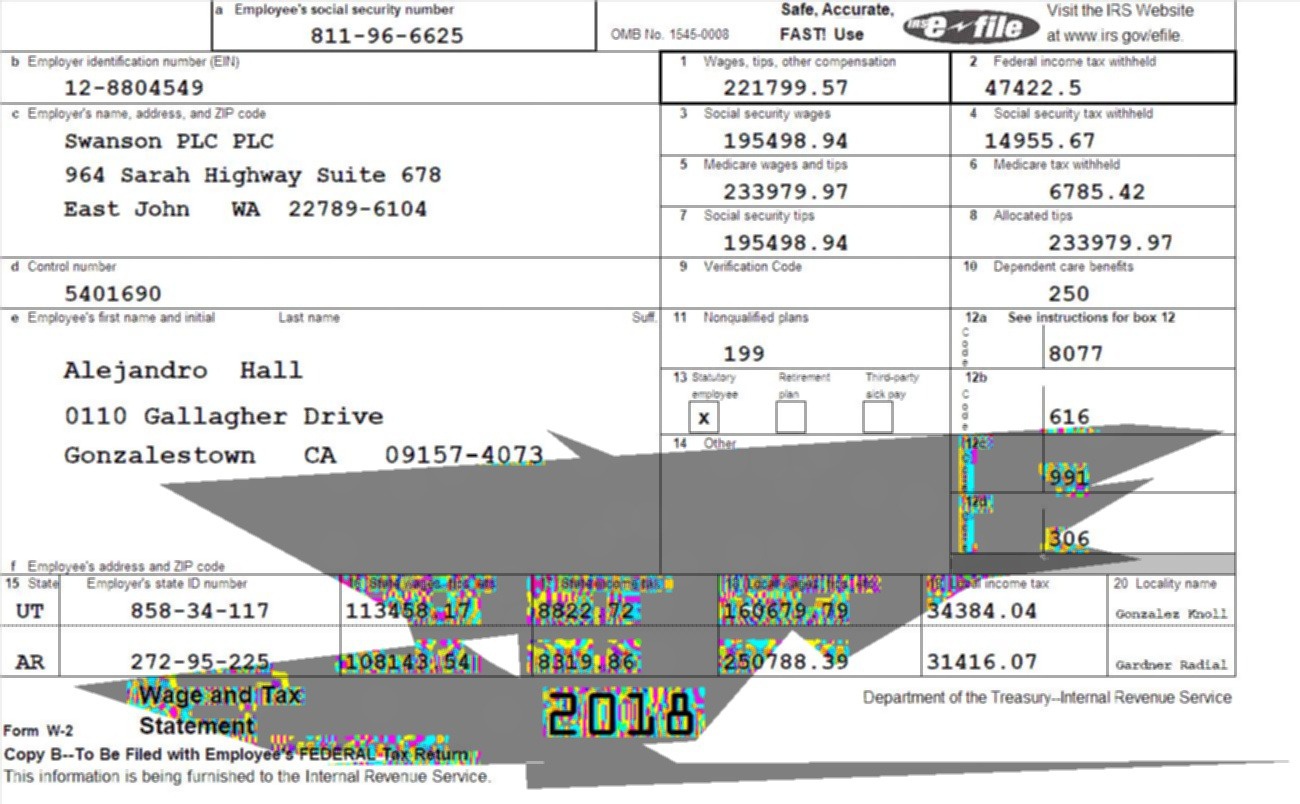 a Employee's social security number
811-96-6625
OMB No. 1545-0008
Safe, Accurate,
FAST! Use
IRS e file
Visit the IRS Website
at www.irs gov/efile.
b Employer identification number (EIN)
12-8804549
1 Wages, tips, other compensation
221799.57
2 Federal income tax withheld
47422.5
c Employer's name, address, and ZIP code
Swanson PLC PLC
964 Sarah Highway Suite 678
East John WA 22789-6104
3 Social security wages
195498.94
4 Social security tax withheld
14955.67
5 Medicare wages and tips
233979.97
6 Medicare tax withheld
6785.42
7 Social security tips
195498.94
8 Allocated tips
233979.97
d Control number
5401690
9 Verification Code
10 Dependent care benefits
250
e Employee's first name and initial Last name Suff.
Alejandro Hall
0110 Gallagher Drive
Gonzalestown CA 09157-4073
11 Nonqualified plans
199
12a See instructions for box 12
Code
8077
13 Statutory employee
Retirement plan
Third-party sick pay
x
12b
Code
616
14 Other
12c
991
12d
306
f Employee's address and ZIP code
15 State Employer's state ID number 16 State wages, tips, etc. 17 State income tax 18 Local wages, tips, etc. 19 Local income tax 20 Locality name
UT 858-34-117 113458.17 8822.72 160679.79 34384.04 Gonzalez Knoll
AR 272-95-225 108143.54 8319.86 250788.39 31416.07 Gardner Radial
Wage and Tax
Statement
Form W-2
2018
Department of the Treasury--Internal Revenue Service
Copy B--To Be Filed with Employee's FEDERAL Tax Return
This information is being furnished to the Internal Revenue Service.